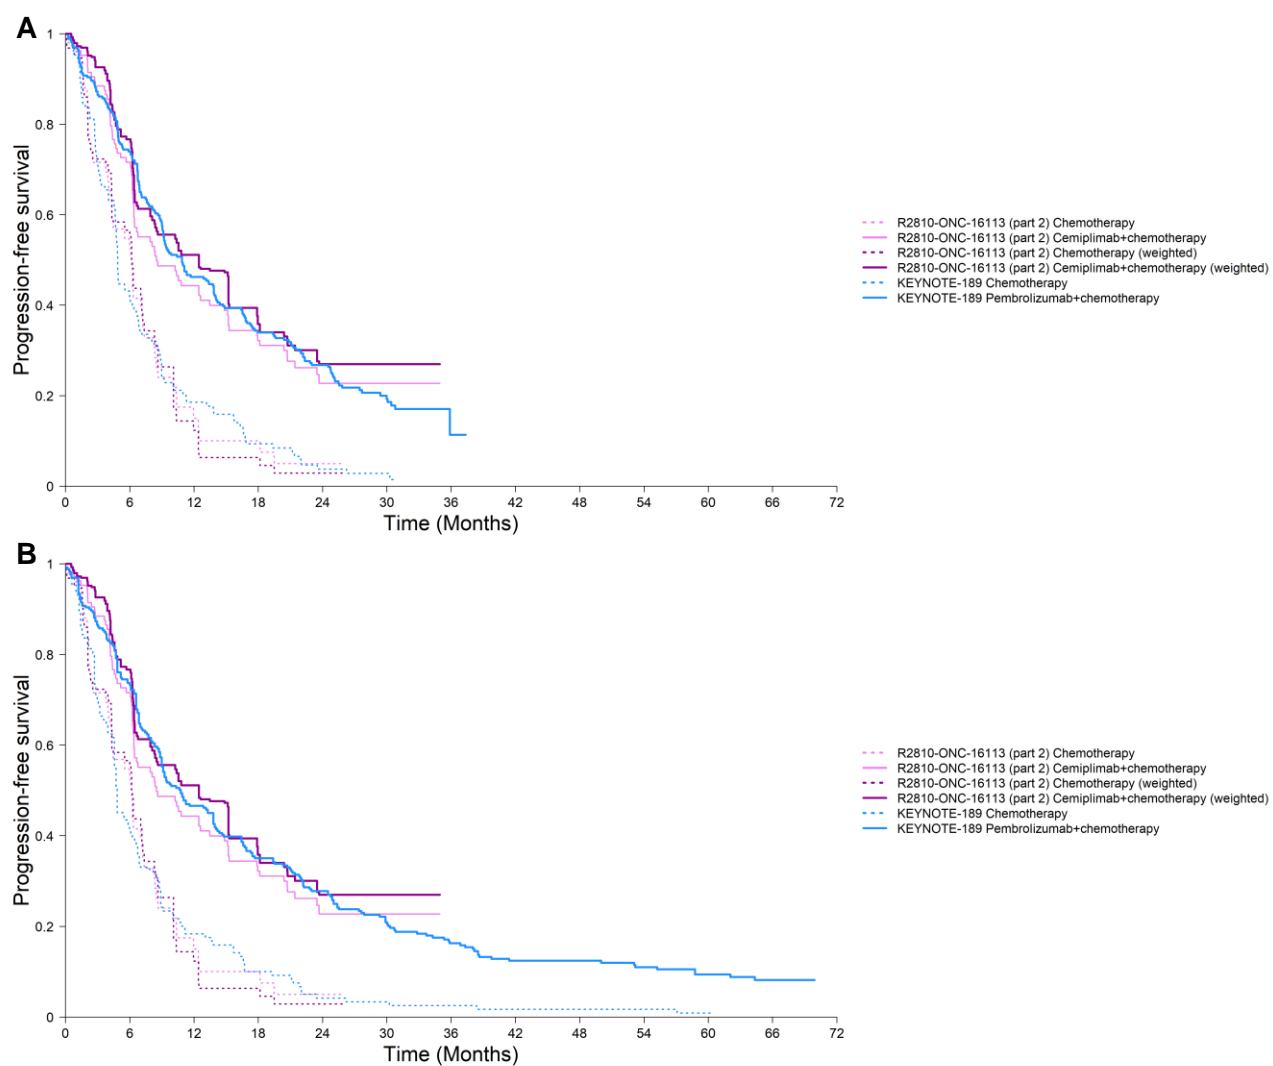 A
Progression-free survival
1
0.8
0.6
0.4
0.2
0
0 6 12 18 24 30 36 42 48 54 60 66 72
Time (Months)
R2810-ONC-16113 (part 2) Chemotherapy
R2810-ONC-16113 (part 2) Cemiplimab+chemotherapy
R2810-ONC-16113 (part 2) Chemotherapy (weighted)
R2810-ONC-16113 (part 2) Cemiplimab+chemotherapy (weighted)
KEYNOTE-189 Chemotherapy
KEYNOTE-189 Pembrolizumab+chemotherapy
B
Progression-free survival
1
0.8
0.6
0.4
0.2
0
0 6 12 18 24 30 36 42 48 54 60 66 72
Time (Months)
R2810-ONC-16113 (part 2) Chemotherapy
R2810-ONC-16113 (part 2) Cemiplimab+chemotherapy
R2810-ONC-16113 (part 2) Chemotherapy (weighted)
R2810-ONC-16113 (part 2) Cemiplimab+chemotherapy (weighted)
KEYNOTE-189 Chemotherapy
KEYNOTE-189 Pembrolizumab+chemotherapy